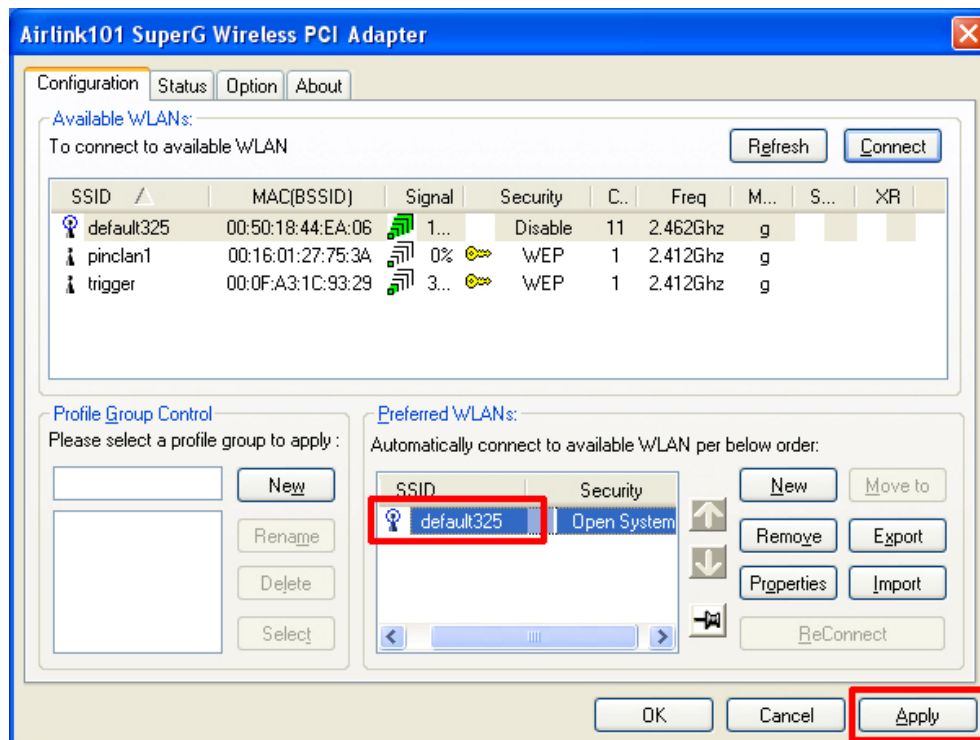 Airlink101 SuperG Wireless PCI Adapter
Configuration Status Option About
Available WLANs:
To connect to available WLAN Refresh Connect
SSID MAC(BSSID) Signal Security C.. Freq M... S... XR
default325 00:50:18:44:EA:06 1... Disable 11 2.462Ghz g
pinclan1 00:16:01:27:75:3A 0% WEP 1 2.412Ghz g
trigger 00:0F:A3:1C:93:29 3... WEP 1 2.412Ghz g
Profile Group Control
Please select a profile group to apply :
New
Rename
Delete
Select
Preferred WLANs:
Automatically connect to available WLAN per below order:
SSID Security
default325 Open System
New Move to
Remove Export
Properties Import
ReConnect
OK Cancel Apply